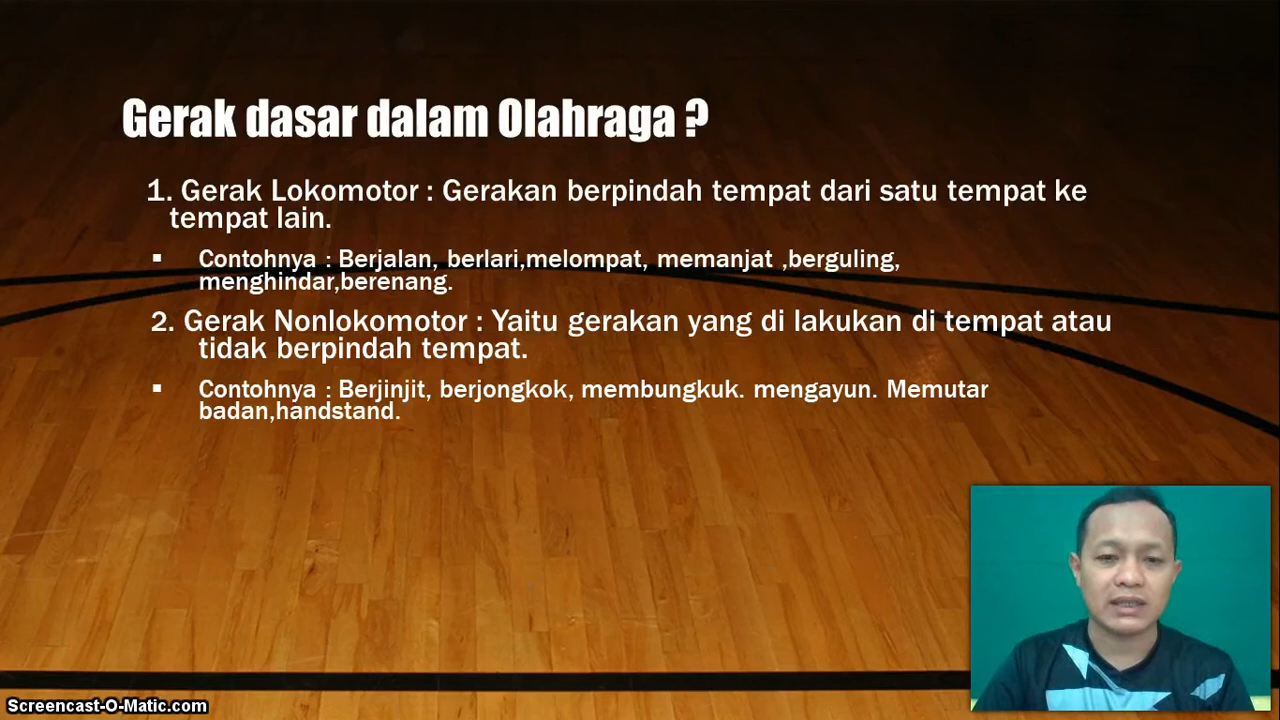 Gerak dasar dalam Olahraga ?
1. Gerak Lokomotor : Gerakan berpindah tempat dari satu tempat ke
tempat lain.
▪ Contohnya : Berjalan, berlari,melompat, memanjat ,berguling,
menghindar,berenang.
2. Gerak Nonlokomotor : Yaitu gerakan yang di lakukan di tempat atau
tidak berpindah tempat.
▪ Contohnya : Berjinjit, berjongkok, membungkuk. mengayun. Memutar
badan,handstand.
Screencast-O-Matic.com